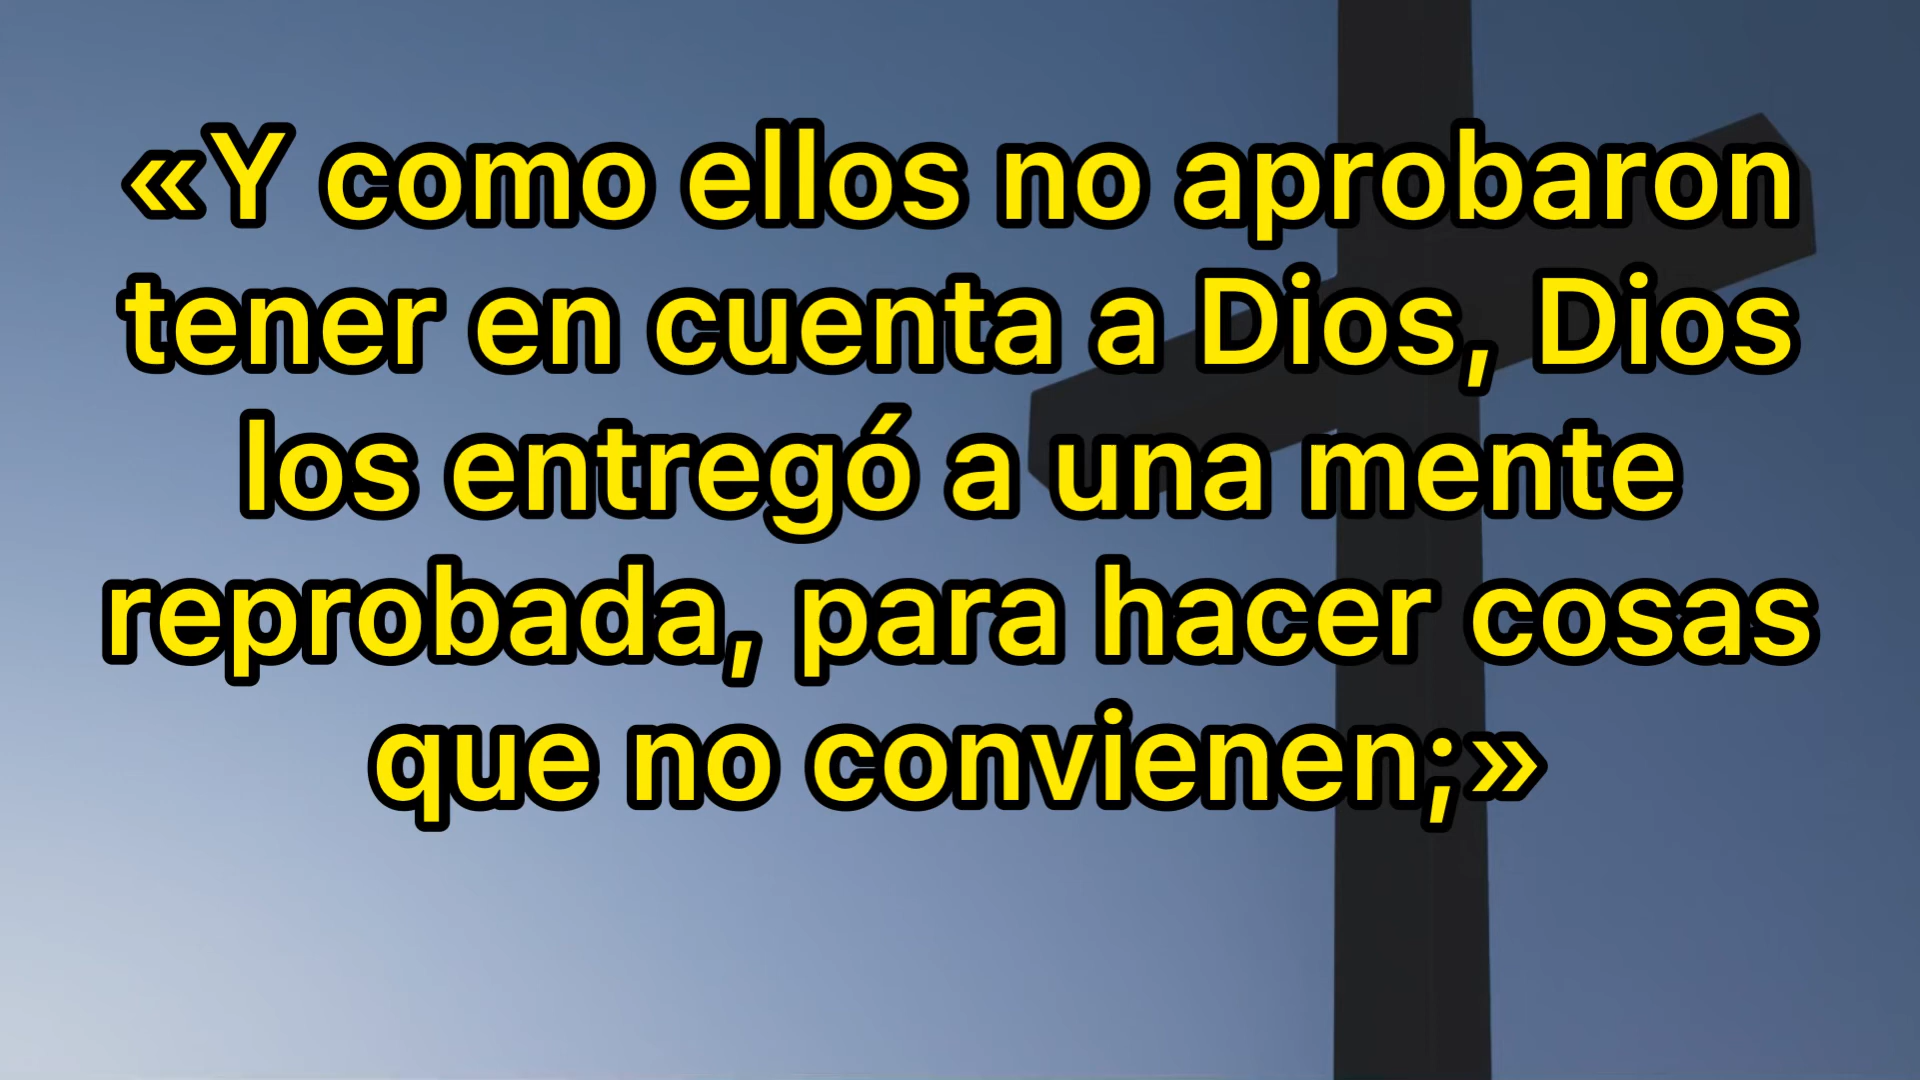 «Y como ellos no aprobaron
tener en cuenta a Dios, Dios
los entregó a una mente
reprobada, para hacer cosas
que no convienen;»